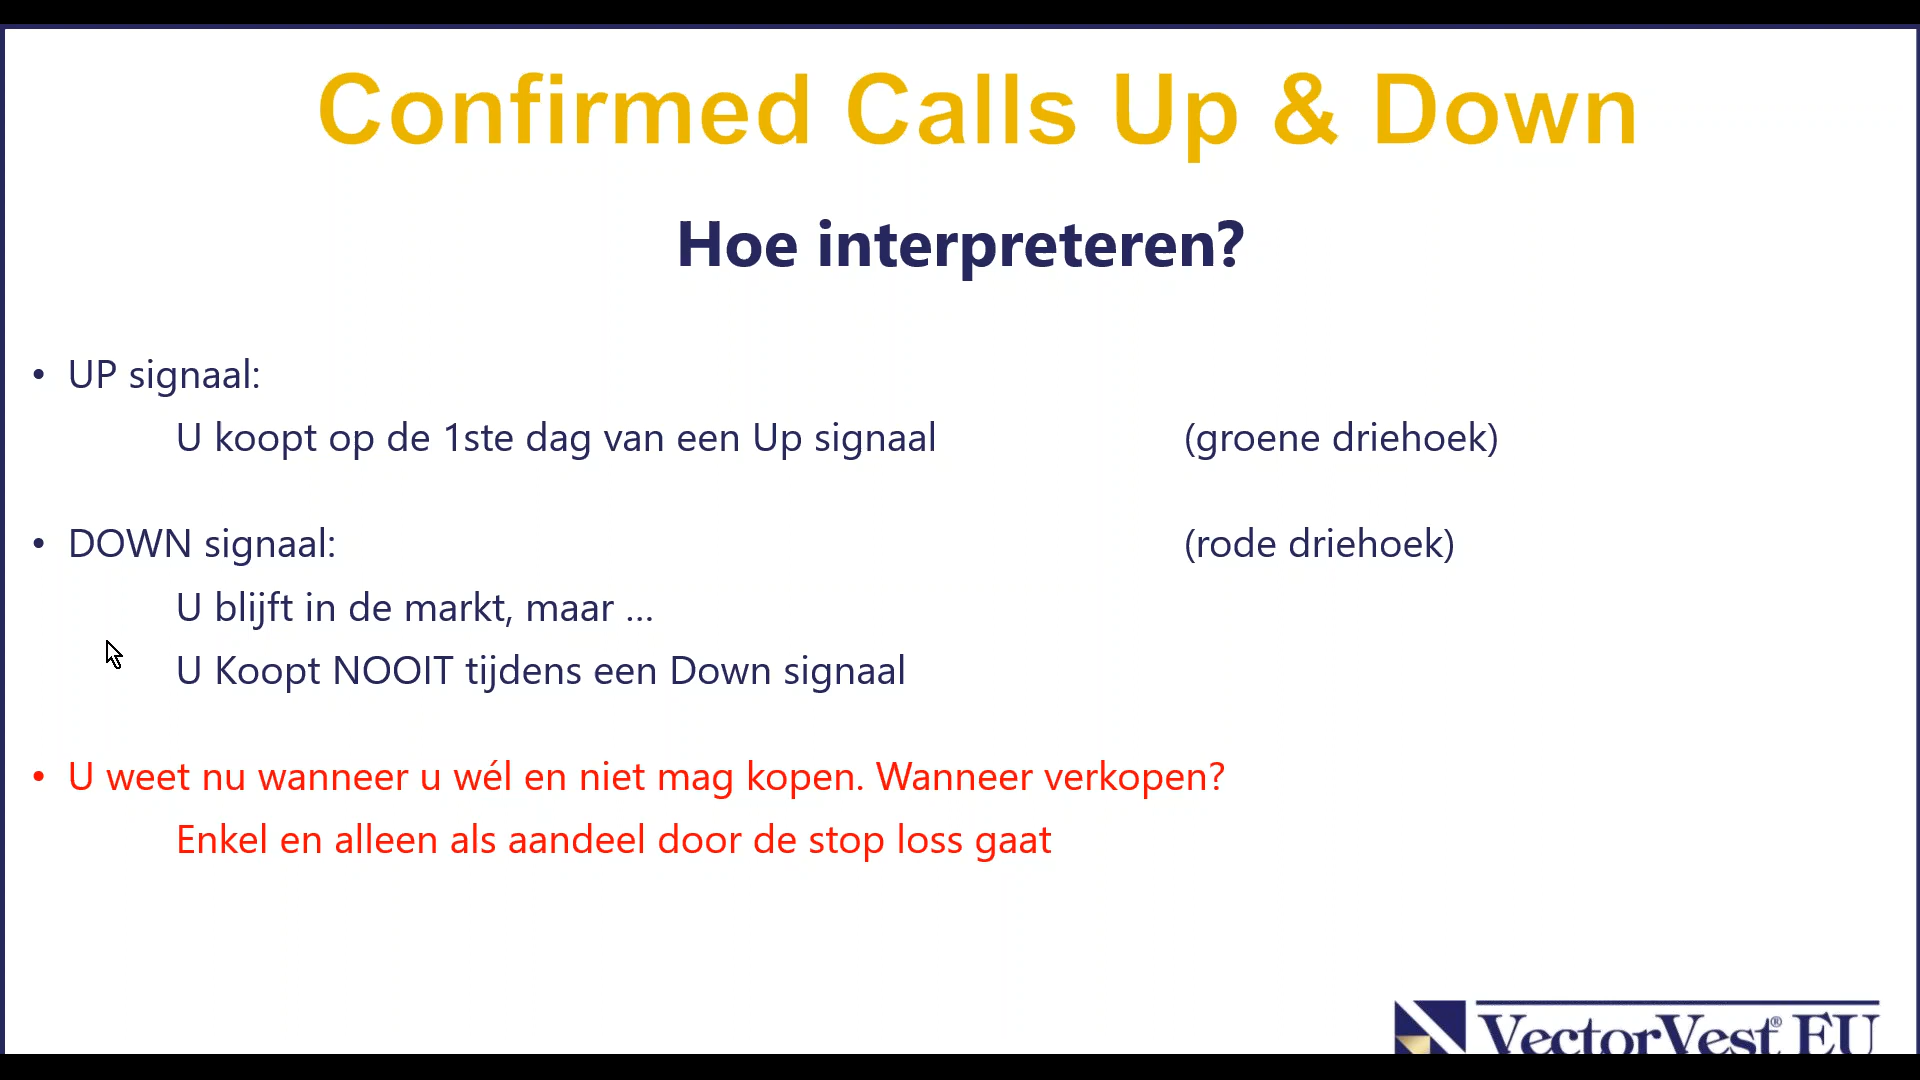 Confirmed Calls Up & Down
Hoe interpreteren?
• UP signaal:
U koopt op de 1ste dag van een Up signaal (groene driehoek)
• DOWN signaal: (rode driehoek)
U blijft in de markt, maar ...
U Koopt NOOIT tijdens een Down signaal
• U weet nu wanneer u wél en niet mag kopen. Wanneer verkopen?
Enkel en alleen als aandeel door de stop loss gaat
VectorVest® EU